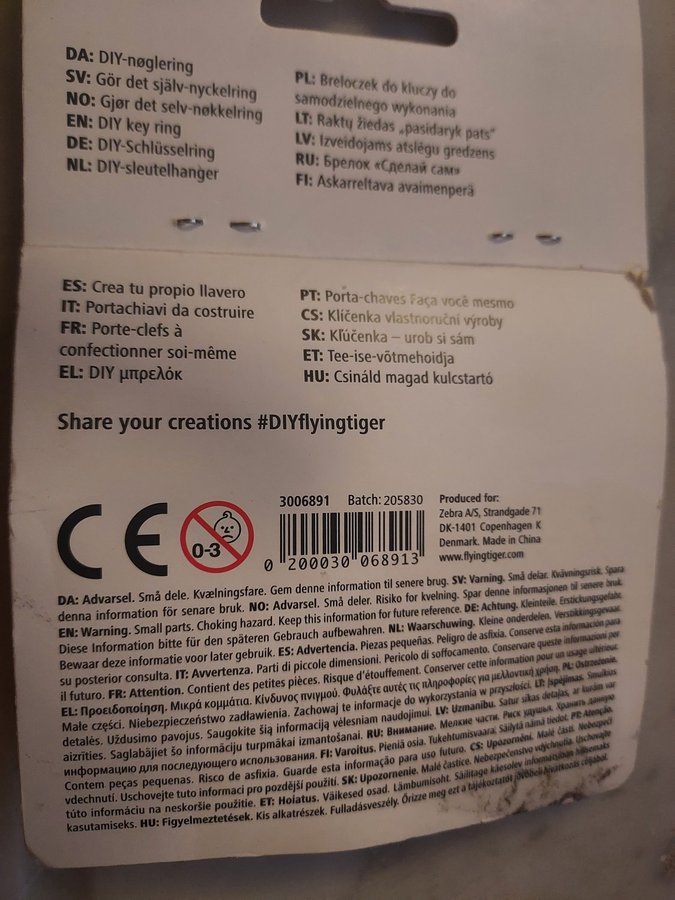 DA: DIY-nøglering
SV: Gör det själv-nyckelring
NO: Gjør det selv-nøkkelring
EN: DIY key ring
DE: DIY-Schlüsselring
NL: DIY-sleutelhanger
PL: Breloczek do kluczy do
samodzielnego wykonania
LT: Raktų žiedas „pasidaryk pats"
LV: Izveidojams atslēgu gredzens
RU: Брелок «Сделай сам»
FI: Askarreltava avaimenperä
ES: Crea tu propio llavero
IT: Portachiavi da costruire
FR: Porte-clefs à
confectionner soi-même
EL: DIY μπρελόκ
PT: Porta-chaves Faça você mesmo
CS: Klíčenka vlastnoruční výroby
SK: Kľúčenka – urob si sám
ET: Tee-ise-võtmehoidja
HU: Csináld magad kulcstartó
Share your creations #DIYflyingtiger
CE
0-3
3006891 Batch: 205830
0 200030 068913
Produced for:
Zebra A/S, Strandgade 71
DK-1401 Copenhagen K
Denmark. Made in China
www.flyingtiger.com
DA: Advarsel. Små dele. Kvælningsfare. Gem denne information til senere brug. SV: Varning. Små delar. Kvävningsrisk. Spara
denna information för senare bruk. NO: Advarsel. Små deler. Risiko for kvelning. Spar denne informasjonen til senere bruk.
EN: Warning. Small parts. Choking hazard. Keep this information for future reference. DE: Achtung. Kleinteile. Erstickungsgefahr.
Diese Information bitte für den späteren Gebrauch aufbewahren. NL: Waarschuwing. Kleine onderdelen. Verstikkingsgevaar.
Bewaar deze informatie voor later gebruik. ES: Advertencia. Piezas pequeñas. Peligro de asfixia. Conserve esta información para
su posterior consulta. IT: Avvertenza. Parti di piccole dimensioni. Pericolo di soffocamento. Conservare queste informazioni per
il futuro. FR: Attention. Contient des petites pièces. Risque d'étouffement. Conserver cette information pour un usage ultérieur.
EL: Προειδοποίηση. Μικρά κομμάτια. Κίνδυνος πνιγμού. Φυλάξτε αυτές τις πληροφορίες για μελλοντική χρήση. PL: Ostrzeżenie.
Małe części. Niebezpieczeństwo zadławienia. Zachowaj te informacje do wykorzystania w przyszłości. LT: Įspėjimas. Smulkios
detalės. Uždusimo pavojus. Saugokite šią informaciją vėlesniam naudojimui. LV: Uzmanību. Satur sīkas detaļas, ar kurām var
aizrīties. Saglabājiet šo informāciju turpmākai izmantošanai. RU: Внимание. Мелкие части. Риск удушья. Хранить данную
информацию для последующего использования. FI: Varoitus. Pieniä osia. Tukehtumisvaara. Säilytä nämä tiedot. PT: Atenção.
Contem peças pequenas. Risco de asfixia. Guarde esta informação para uso futuro. CS: Upozornění. Malé části. Nebezpečí
vdechnutí. Uschovejte tuto informaci pro pozdější použití. SK: Upozornenie. Malé častice. Nebezpečenstvo vdýchnutia. Uschovajte
túto informáciu na neskoršie použitie. ET: Hoiatus. Väikesed osad. Lämbumisoht. Säilitage käesolev informatsioon hilisemaks
kasutamiseks. HU: Figyelmeztetések. Kis alkatrészek. Fulladásveszély. Őrizze meg ezt a tájékoztatót jövőbeli hivatkozás céljából.